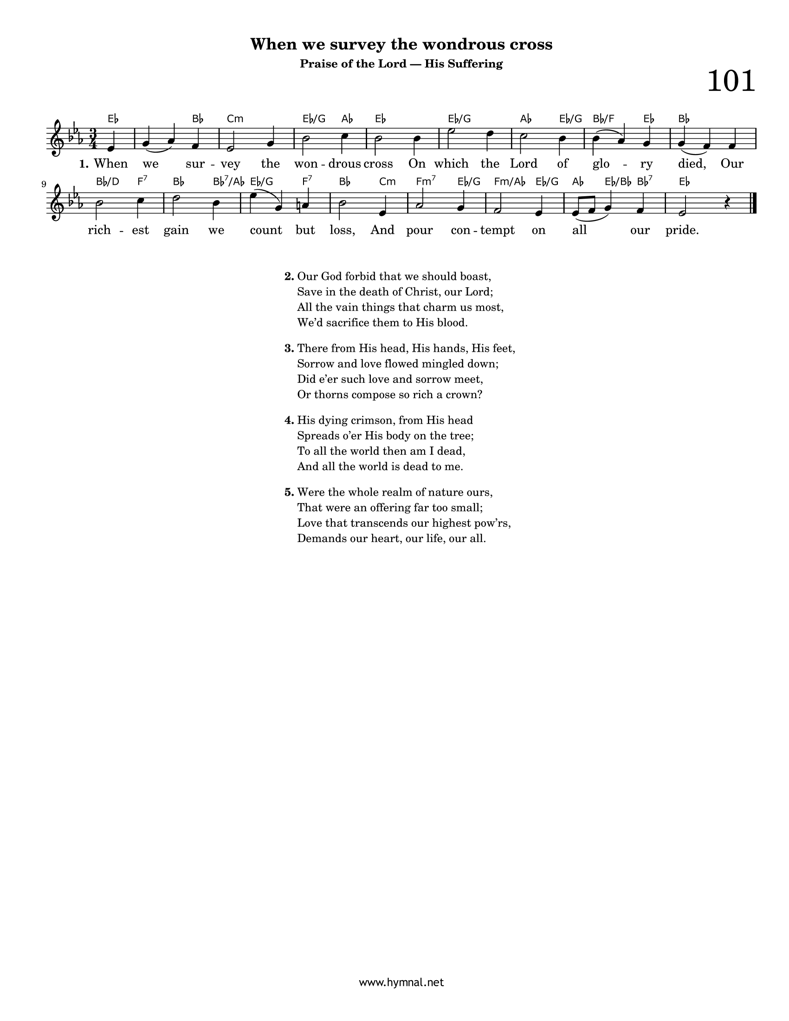 When we survey the wondrous cross
Praise of the Lord — His Suffering
101
E♭ B♭ Cm E♭/G A♭ E♭ E♭/G A♭ E♭/G B♭/F E♭ B♭
3
4
1. When we sur - vey the won - drous cross On which the Lord of glo - ry died, Our
9 B♭/D F7 B♭ B♭7/A♭ E♭/G F7 B♭ Cm Fm7 E♭/G Fm/A♭ E♭/G A♭ E♭/B♭ B♭7 E♭
rich - est gain we count but loss, And pour con - tempt on all our pride.
2. Our God forbid that we should boast,
Save in the death of Christ, our Lord;
All the vain things that charm us most,
We'd sacrifice them to His blood.
3. There from His head, His hands, His feet,
Sorrow and love flowed mingled down;
Did e'er such love and sorrow meet,
Or thorns compose so rich a crown?
4. His dying crimson, from His head
Spreads o'er His body on the tree;
To all the world then am I dead,
And all the world is dead to me.
5. Were the whole realm of nature ours,
That were an offering far too small;
Love that transcends our highest pow'rs,
Demands our heart, our life, our all.
www.hymnal.net